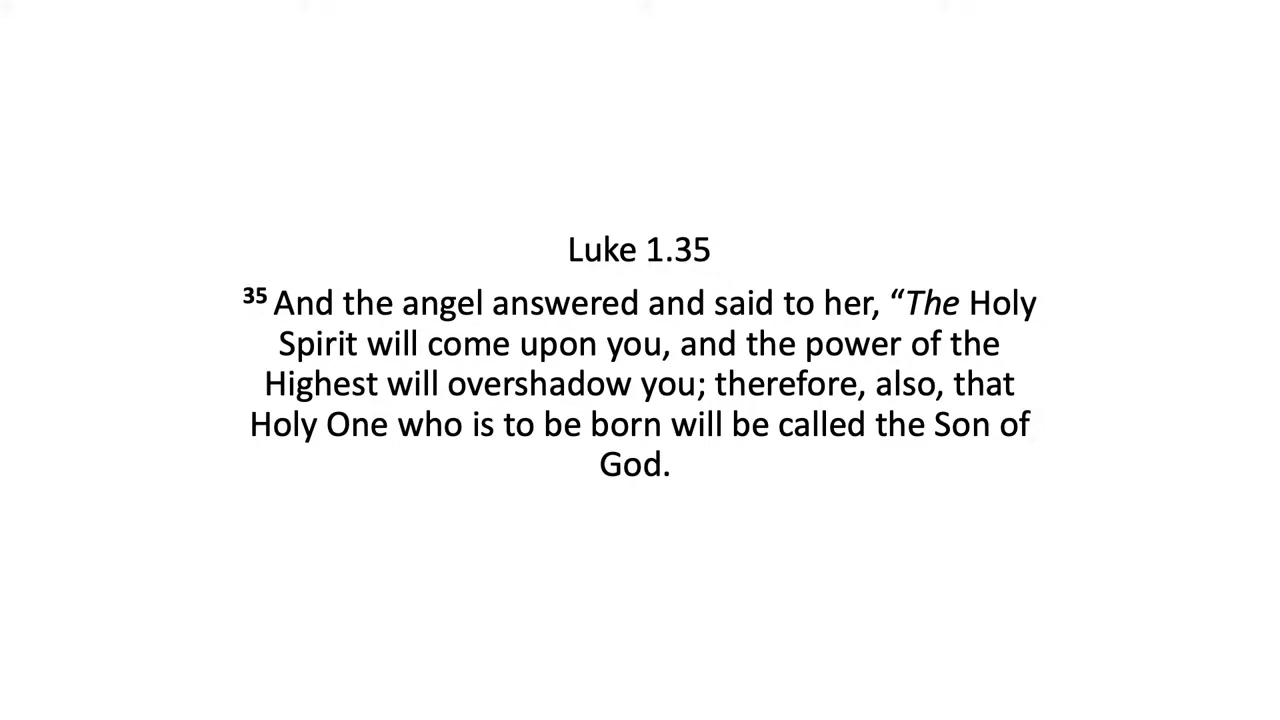 Luke 1.35
35 And the angel answered and said to her, “The Holy
Spirit will come upon you, and the power of the
Highest will overshadow you; therefore, also, that
Holy One who is to be born will be called the Son of
God.